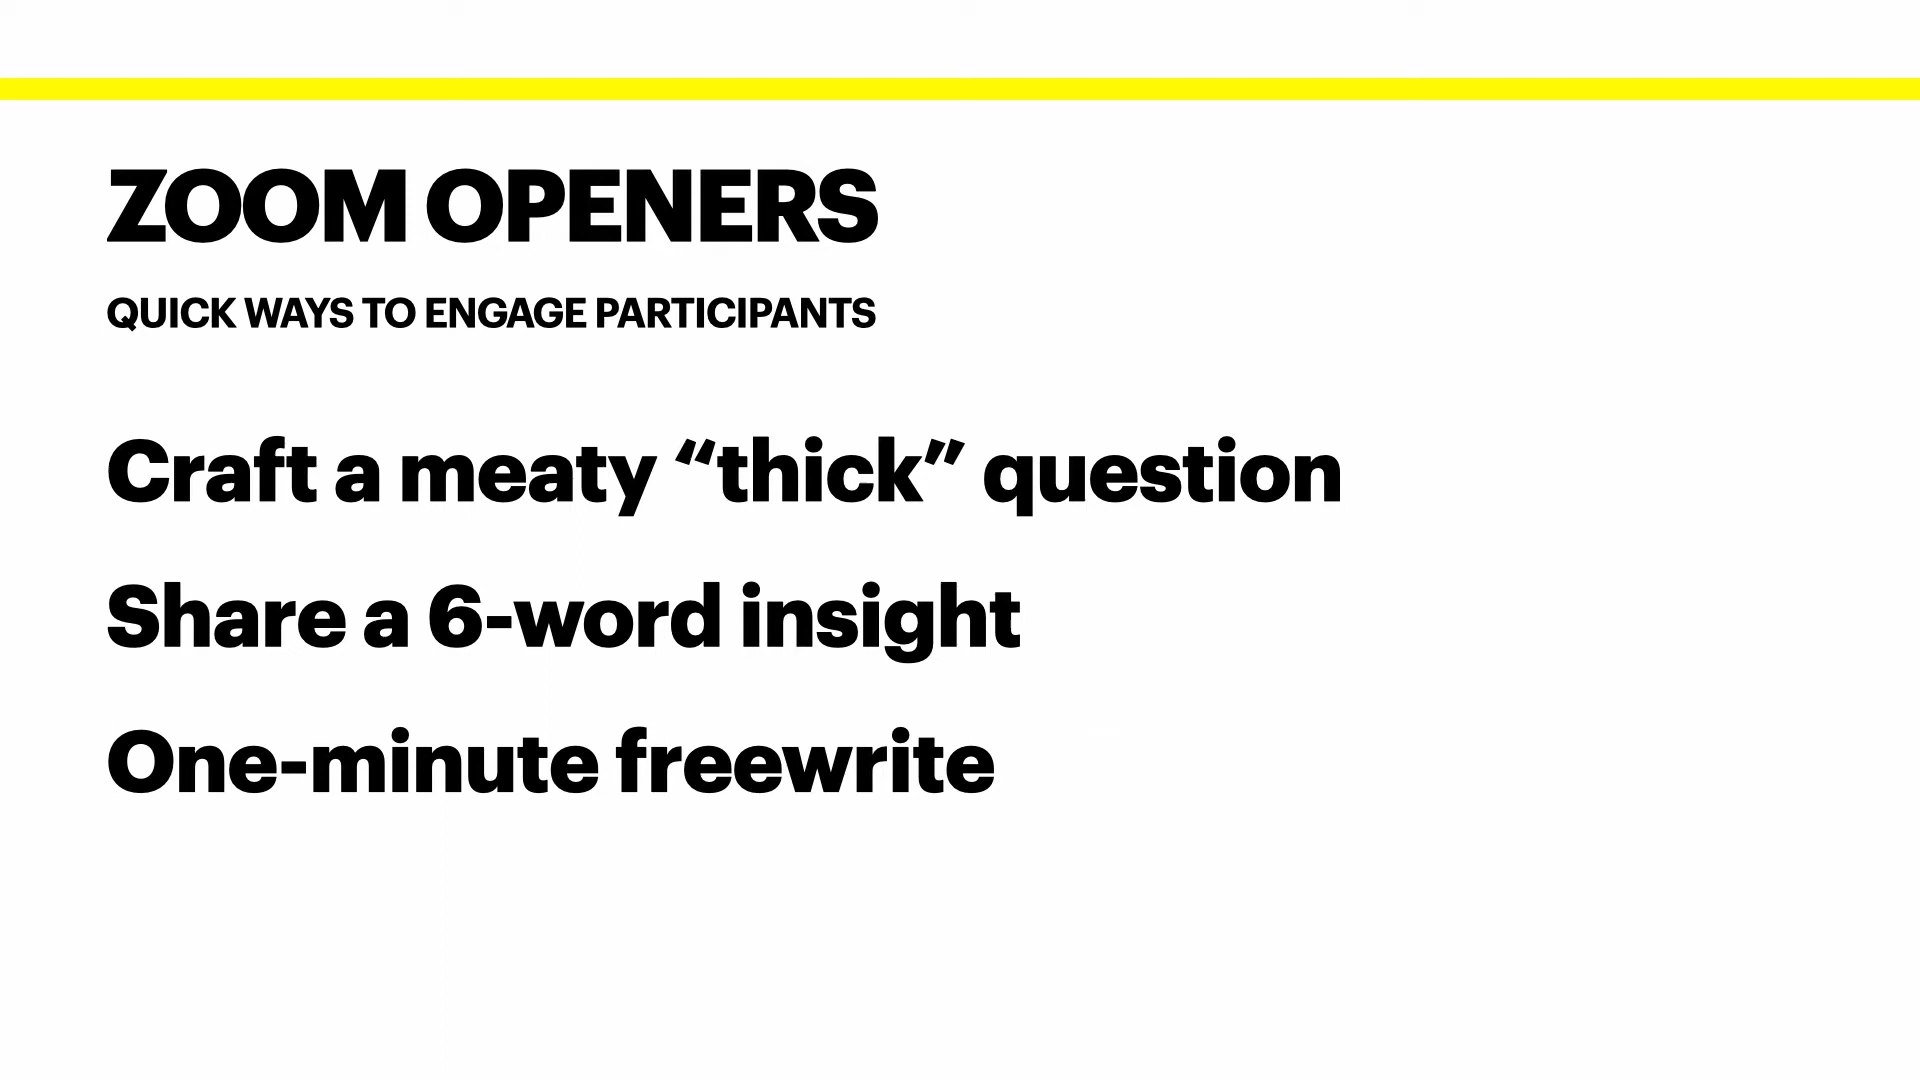 ZOOM OPENERS
QUICK WAYS TO ENGAGE PARTICIPANTS
Craft a meaty “thick” question
Share a 6-word insight
One-minute freewrite